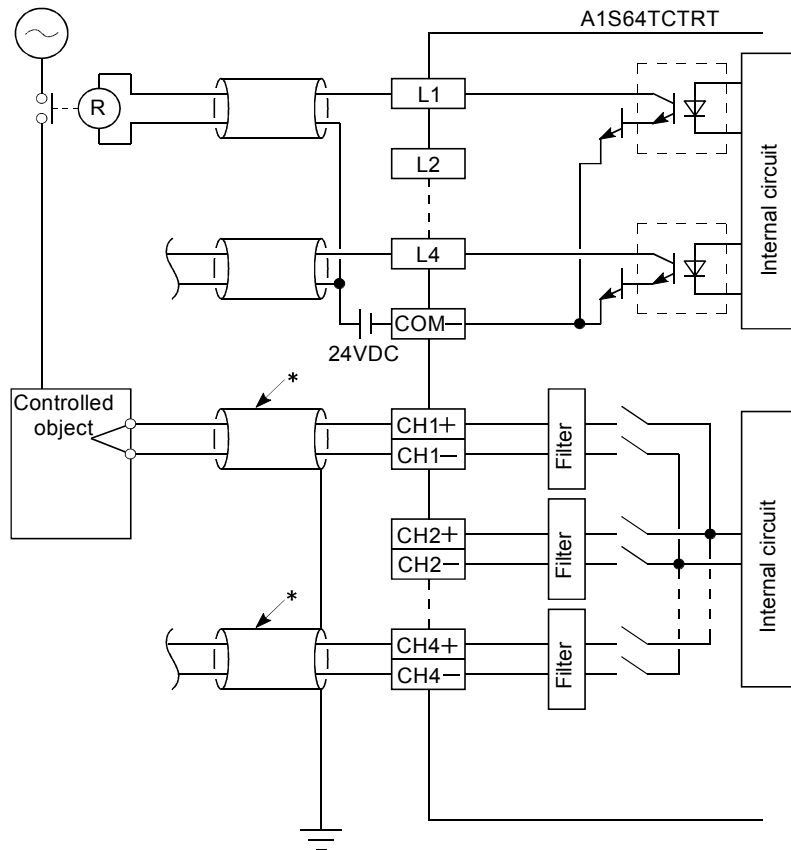 A1S64TCTRT
R
L1
L2
L4
COM−
24VDC
Internal circuit
Controlled
object
*
CH1+
CH1−
Filter
CH2+
CH2−
Filter
*
CH4+
CH4−
Filter
Internal circuit